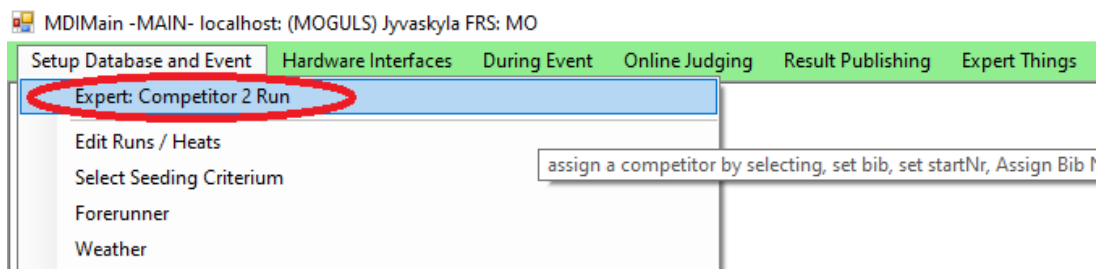 MDIMain -MAIN- localhost: (MOGULS) Jyvaskyla FRS: MO
Setup Database and Event Hardware Interfaces During Event Online Judging Result Publishing Expert Things
Expert: Competitor 2 Run
Edit Runs / Heats
assign a competitor by selecting, set bib, set startNr, Assign Bib N
Select Seeding Criterium
Forerunner
Weather